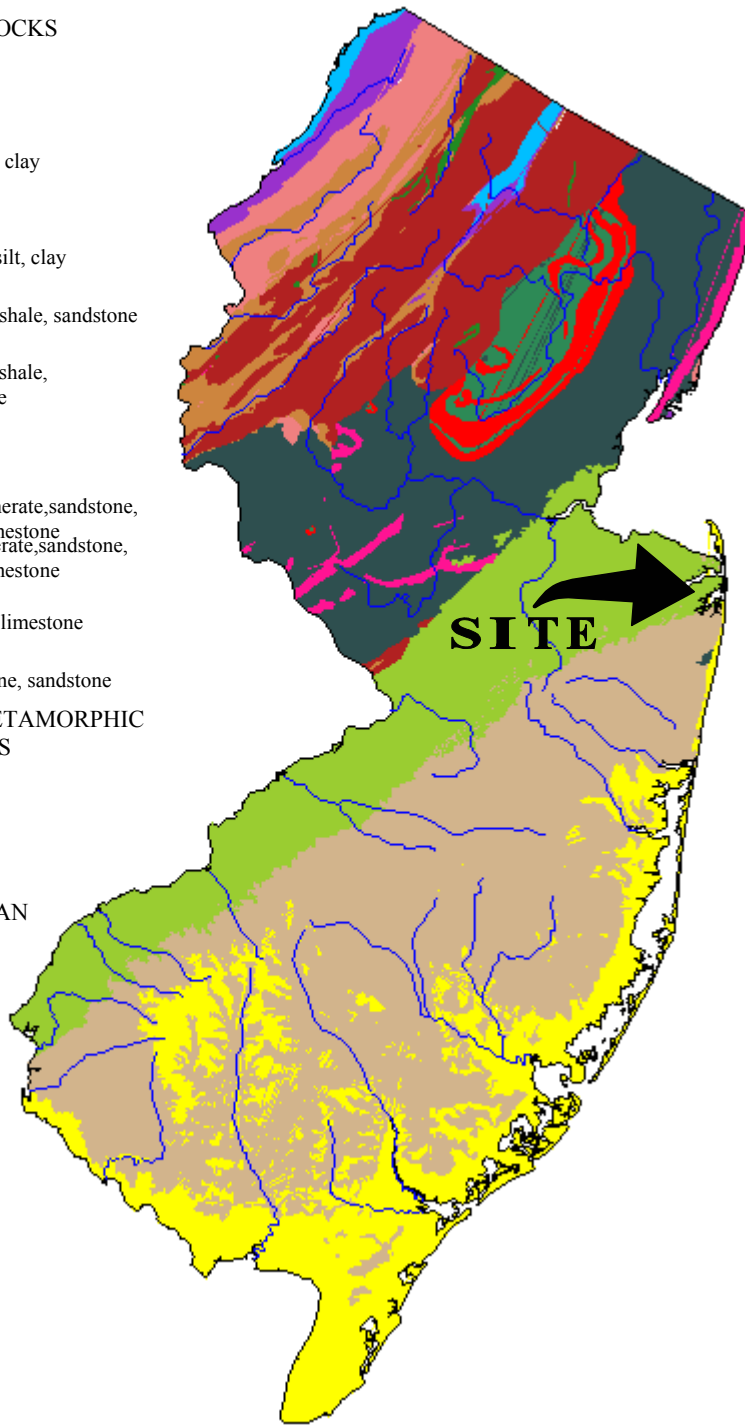 OCKS
clay
silt, clay
shale, sandstone
shale,
e
nerate,sandstone,
nestone
erate,sandstone,
nestone
SITE
limestone
ne, sandstone
ETAMORPHIC
S
AN